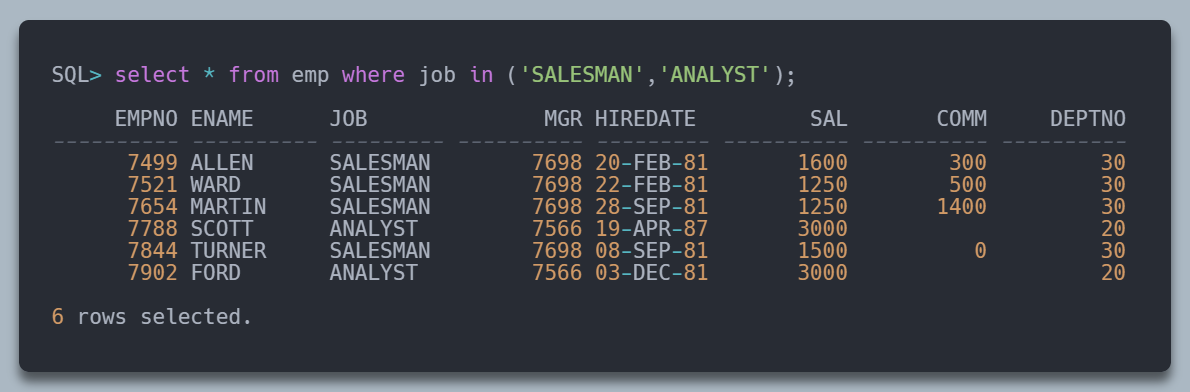 SQL> select * from emp where job in ('SALESMAN','ANALYST');
     EMPNO ENAME      JOB              MGR HIREDATE         SAL       COMM     DEPTNO
---------- ---------- --------- ---------- --------- ---------- ---------- ----------
      7499 ALLEN      SALESMAN        7698 20-FEB-81       1600        300         30
      7521 WARD       SALESMAN        7698 22-FEB-81       1250        500         30
      7654 MARTIN     SALESMAN        7698 28-SEP-81       1250       1400         30
      7788 SCOTT      ANALYST         7566 19-APR-87       3000                    20
      7844 TURNER     SALESMAN        7698 08-SEP-81       1500          0         30
      7902 FORD       ANALYST         7566 03-DEC-81       3000                    20
6 rows selected.